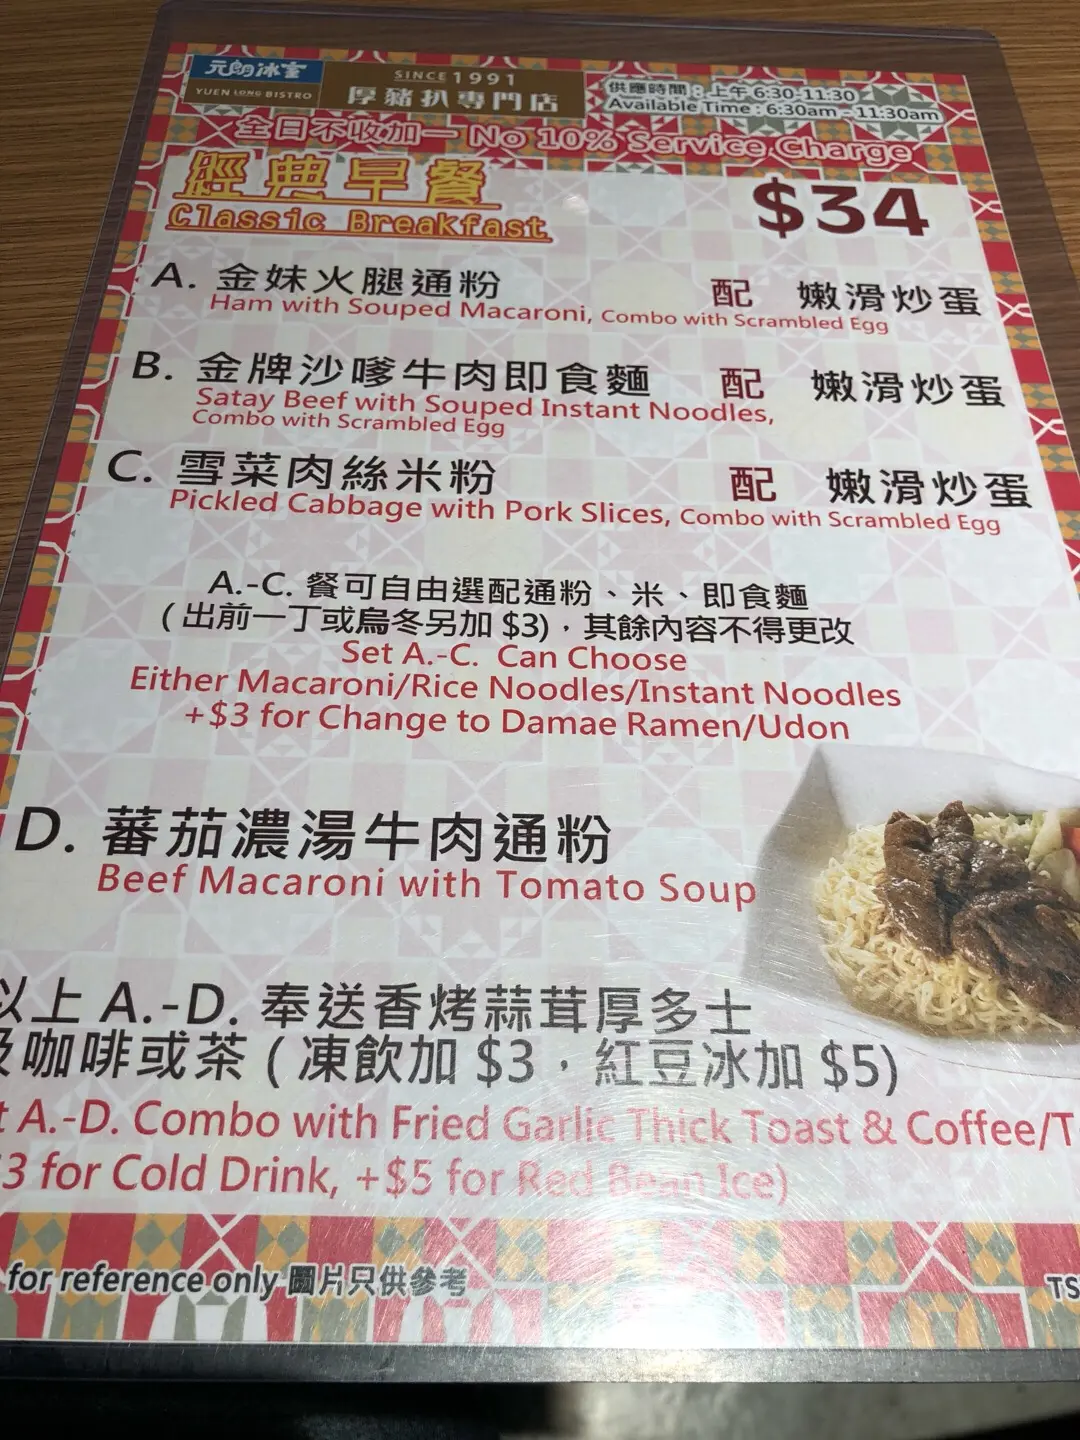 元朗冰室
YUEN LONG BISTRO
SINCE 1991
厚豬扒專門店
供應時間：上午 6:30-11:30
Available Time : 6:30am - 11:30am
全日不收加一 No 10% Service Charge
經典早餐
Classic Breakfast
$34
A. 金妹火腿通粉 配 嫩滑炒蛋
Ham with Souped Macaroni, Combo with Scrambled Egg
B. 金牌沙嗲牛肉即食麵 配 嫩滑炒蛋
Satay Beef with Souped Instant Noodles,
Combo with Scrambled Egg
C. 雪菜肉絲米粉 配 嫩滑炒蛋
Pickled Cabbage with Pork Slices, Combo with Scrambled Egg
A.-C. 餐可自由選配通粉、米、即食麵
(出前一丁或烏冬另加 $3)，其餘內容不得更改
Set A.-C. Can Choose
Either Macaroni/Rice Noodles/Instant Noodles
+$3 for Change to Damae Ramen/Udon
D. 蕃茄濃湯牛肉通粉
Beef Macaroni with Tomato Soup
以上 A.-D. 奉送香烤蒜茸厚多士
及咖啡或茶 (凍飲加 $3，紅豆冰加 $5)
t A.-D. Combo with Fried Garlic Thick Toast & Coffee/T
3 for Cold Drink, +$5 for Red Bean Ice)
for reference only 圖片只供參考
TS